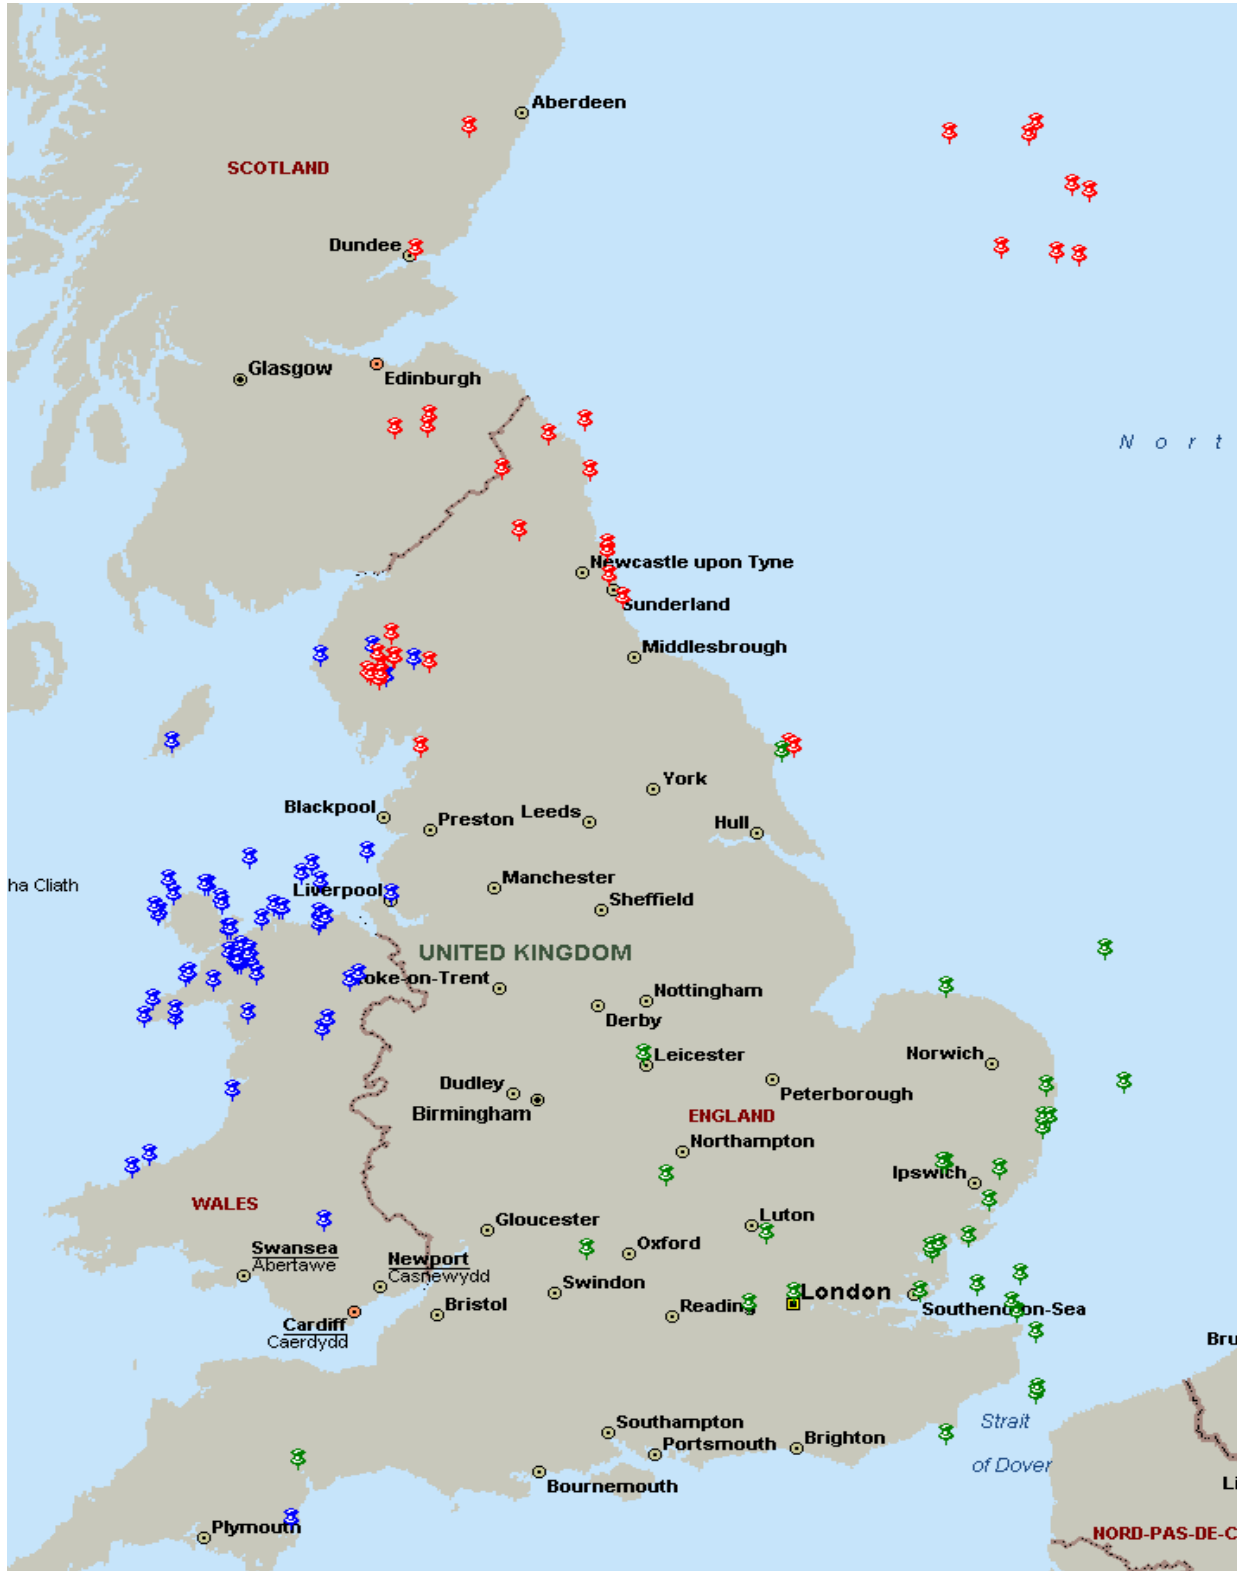 Aberdeen
SCOTLAND
Dundee
Glasgow
Edinburgh
N o r t
Newcastle upon Tyne
Sunderland
Middlesbrough
York
Blackpool
Preston
Leeds
Hull
ha Cliath
Liverpool
Manchester
Sheffield
UNITED KINGDOM
oke-on-Trent
Nottingham
Derby
Leicester
Norwich
Dudley
Peterborough
Birmingham
ENGLAND
Northampton
Ipswich
WALES
Gloucester
Luton
Oxford
Swansea
Abertawe
Newport
Casnewydd
Swindon
London
Bristol
Reading
Southend-on-Sea
Cardiff
Caerdydd
Bru
Southampton
Strait
Portsmouth
Brighton
of Dover
Bournemouth
Li
Plymouth
NORD-PAS-DE-C